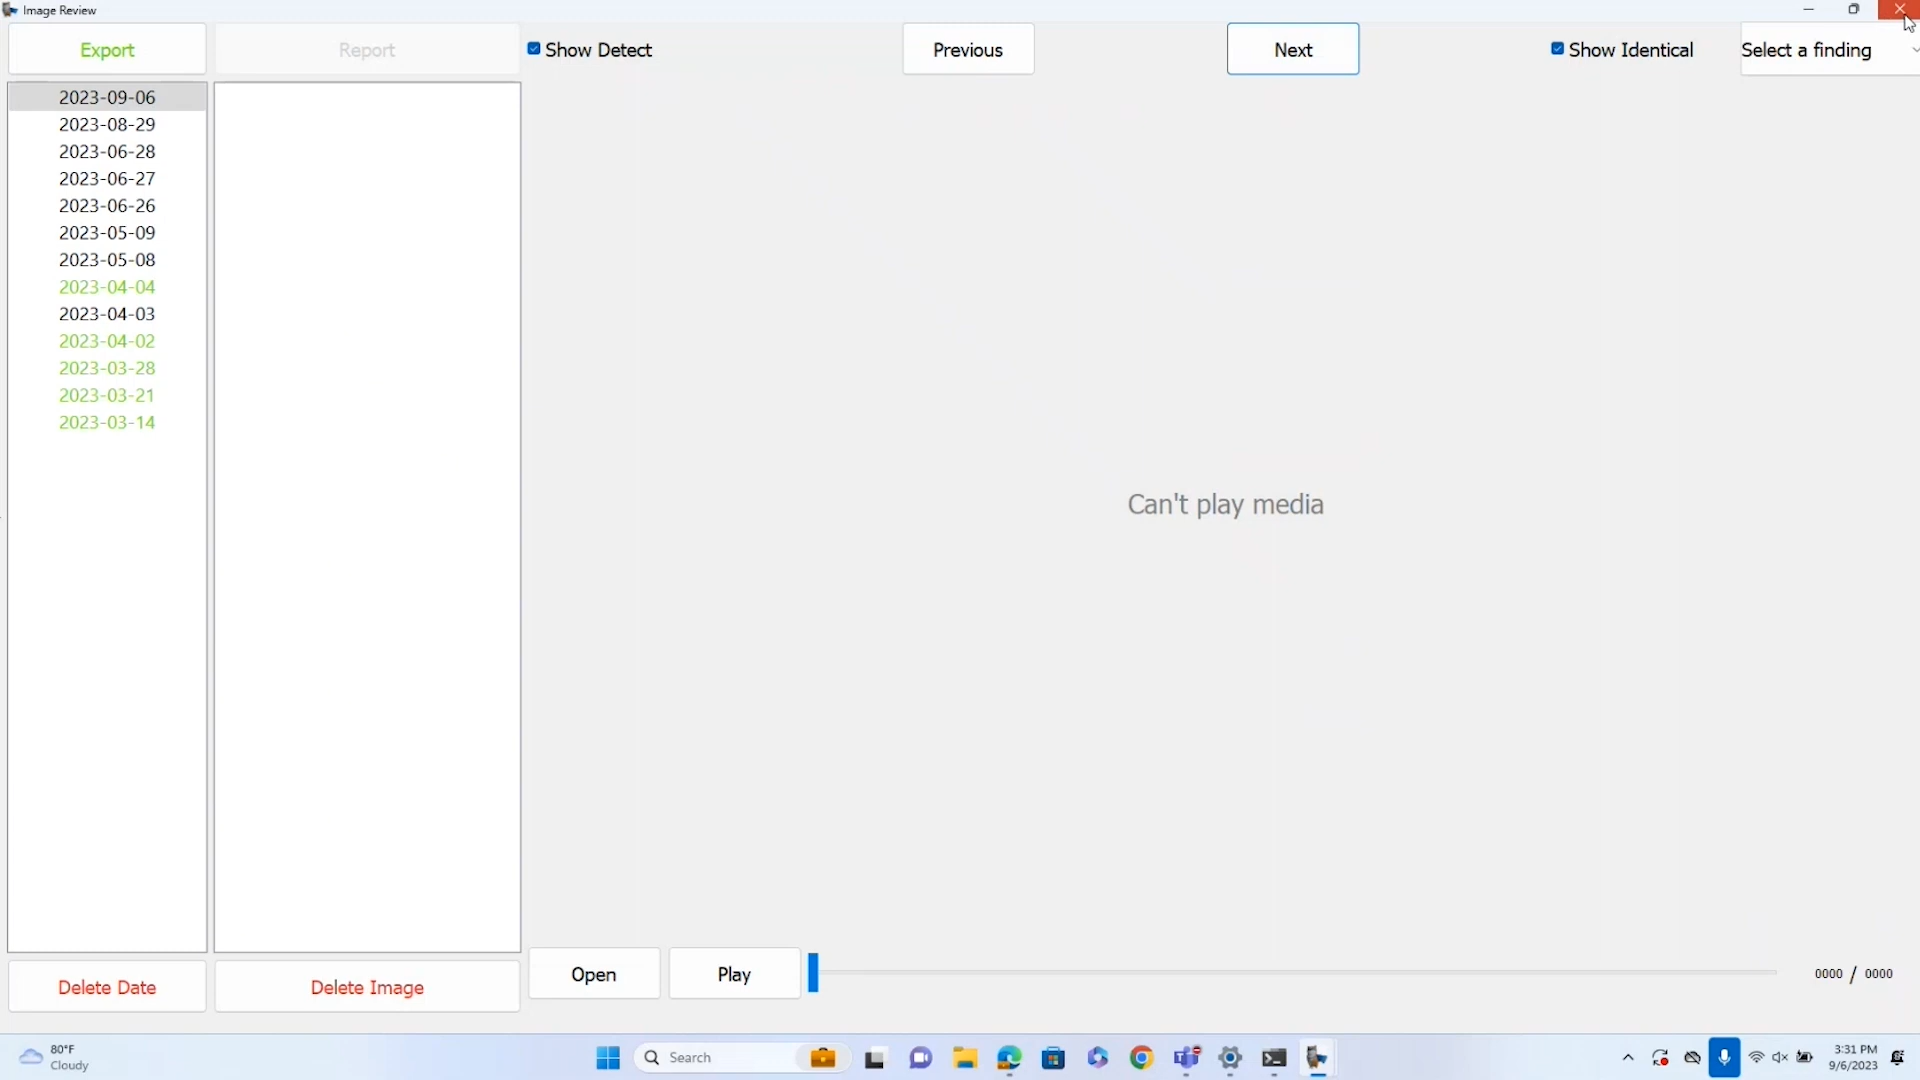 Image Review
Export
Report
Show Detect
Previous
Next
Show Identical
Select a finding
2023-09-06
2023-08-29
2023-06-28
2023-06-27
2023-06-26
2023-05-09
2023-05-08
2023-04-04
2023-04-03
2023-04-02
2023-03-28
2023-03-21
2023-03-14
Can't play media
Delete Date
Delete Image
Open
Play
0000 / 0000
80°F
Cloudy
Search
3:31 PM
9/6/2023